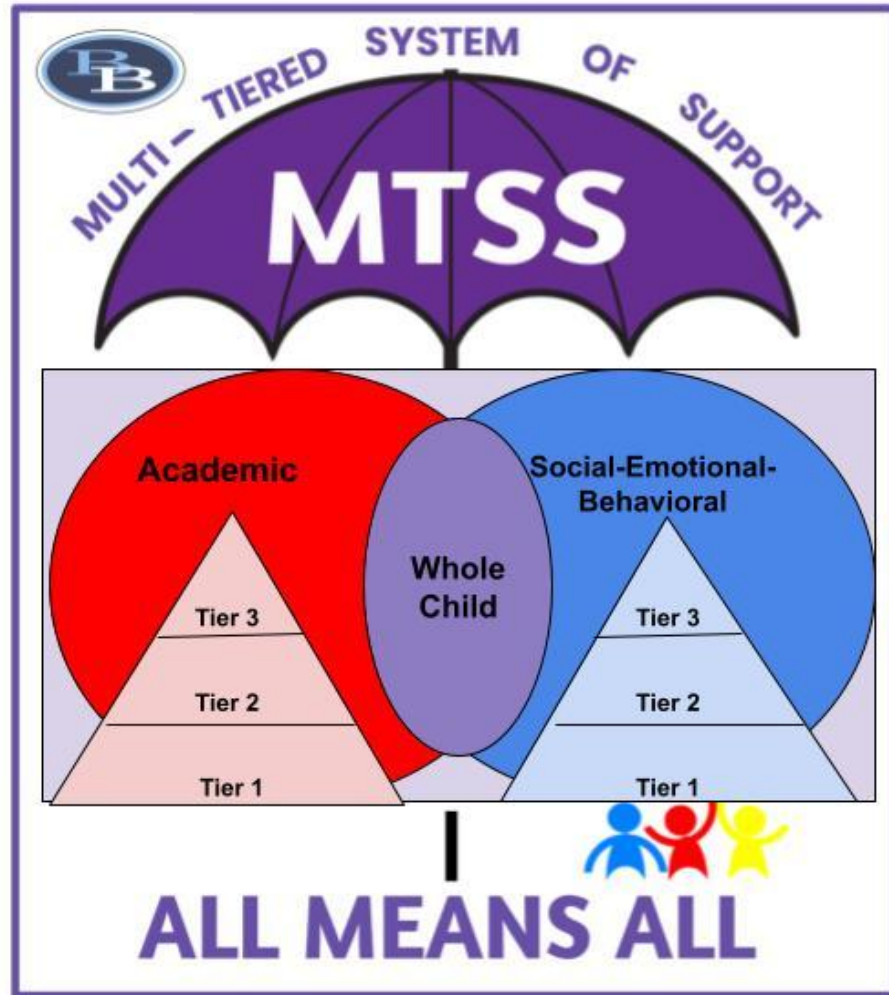 BB
MULTI-TIERED SYSTEM OF SUPPORT
MTSS
Academic
Social-Emotional-
Behavioral
Whole
Child
Tier 3
Tier 3
Tier 2
Tier 2
Tier 1
Tier 1
ALL MEANS ALL